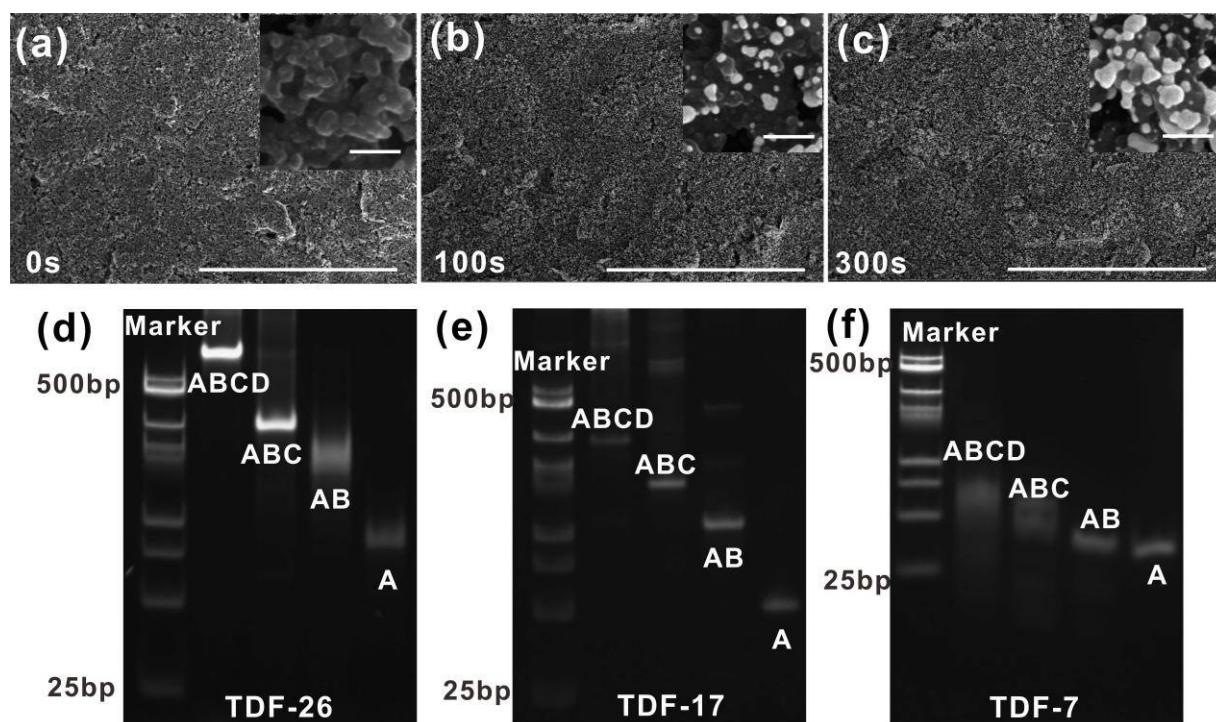 (a)
0s
(b)
100s
(c)
300s
(d)
Marker
500bp
ABCD
ABC
AB
A
25bp
TDF-26
(e)
Marker
500bp
ABCD
ABC
AB
A
25bp
TDF-17
(f)
Marker
500bp
ABCD
ABC
AB
A
25bp
TDF-7